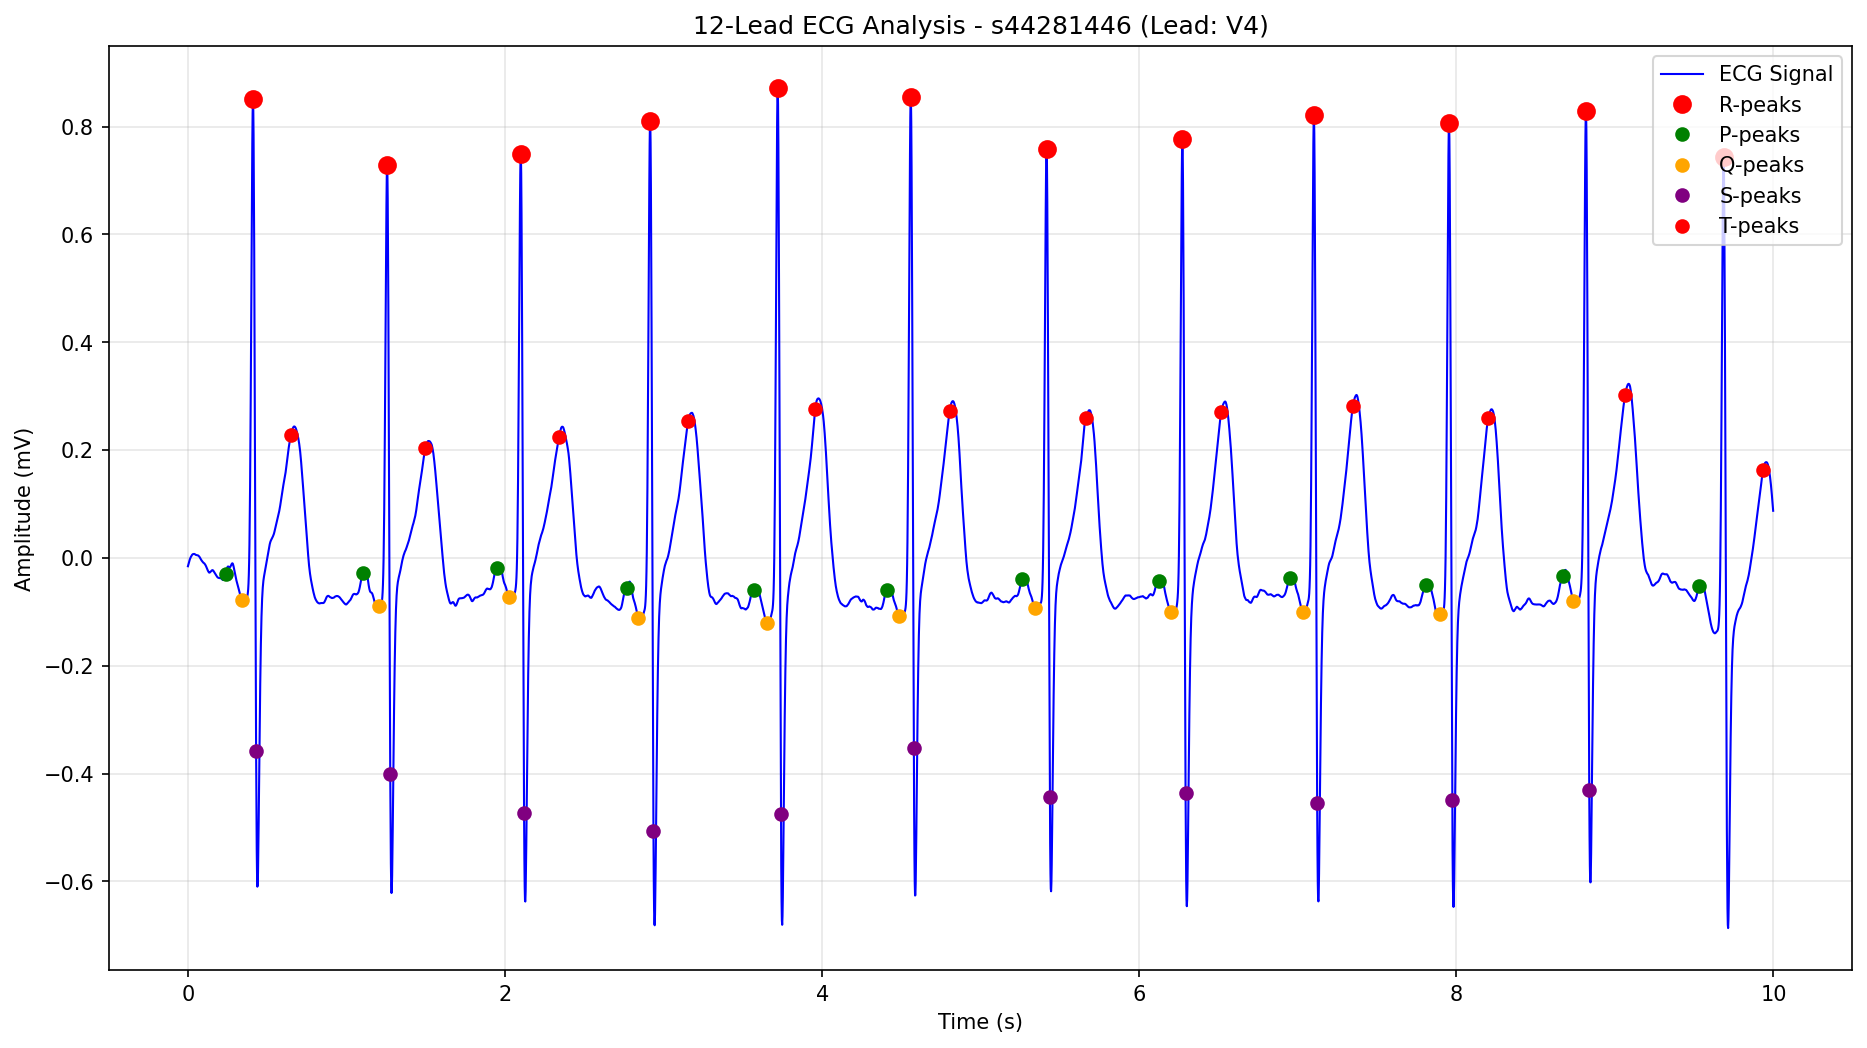 12-Lead ECG Analysis - s44281446 (Lead: V4)
ECG Signal
R-peaks
P-peaks
Q-peaks
S-peaks
T-peaks
Amplitude (mV)
0.8
0.6
0.4
0.2
0.0
−0.2
−0.4
−0.6
0 2 4 6 8 10
Time (s)